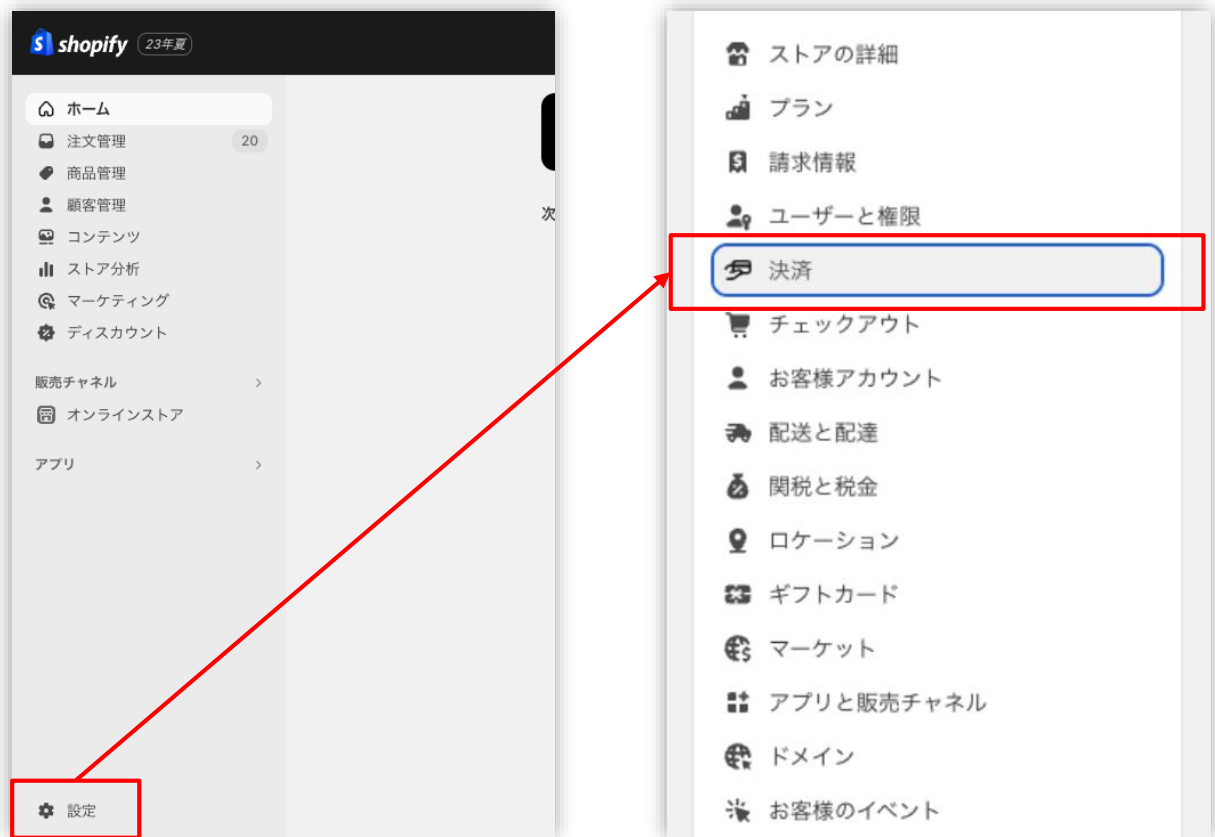 shopify 23年夏
ホーム
注文管理 20
商品管理
顧客管理
コンテンツ
ストア分析
マーケティング
ディスカウント
販売チャネル
オンラインストア
アプリ
設定
次
ストアの詳細
プラン
請求情報
ユーザーと権限
決済
チェックアウト
お客様アカウント
配送と配達
関税と税金
ロケーション
ギフトカード
マーケット
アプリと販売チャネル
ドメイン
お客様のイベント